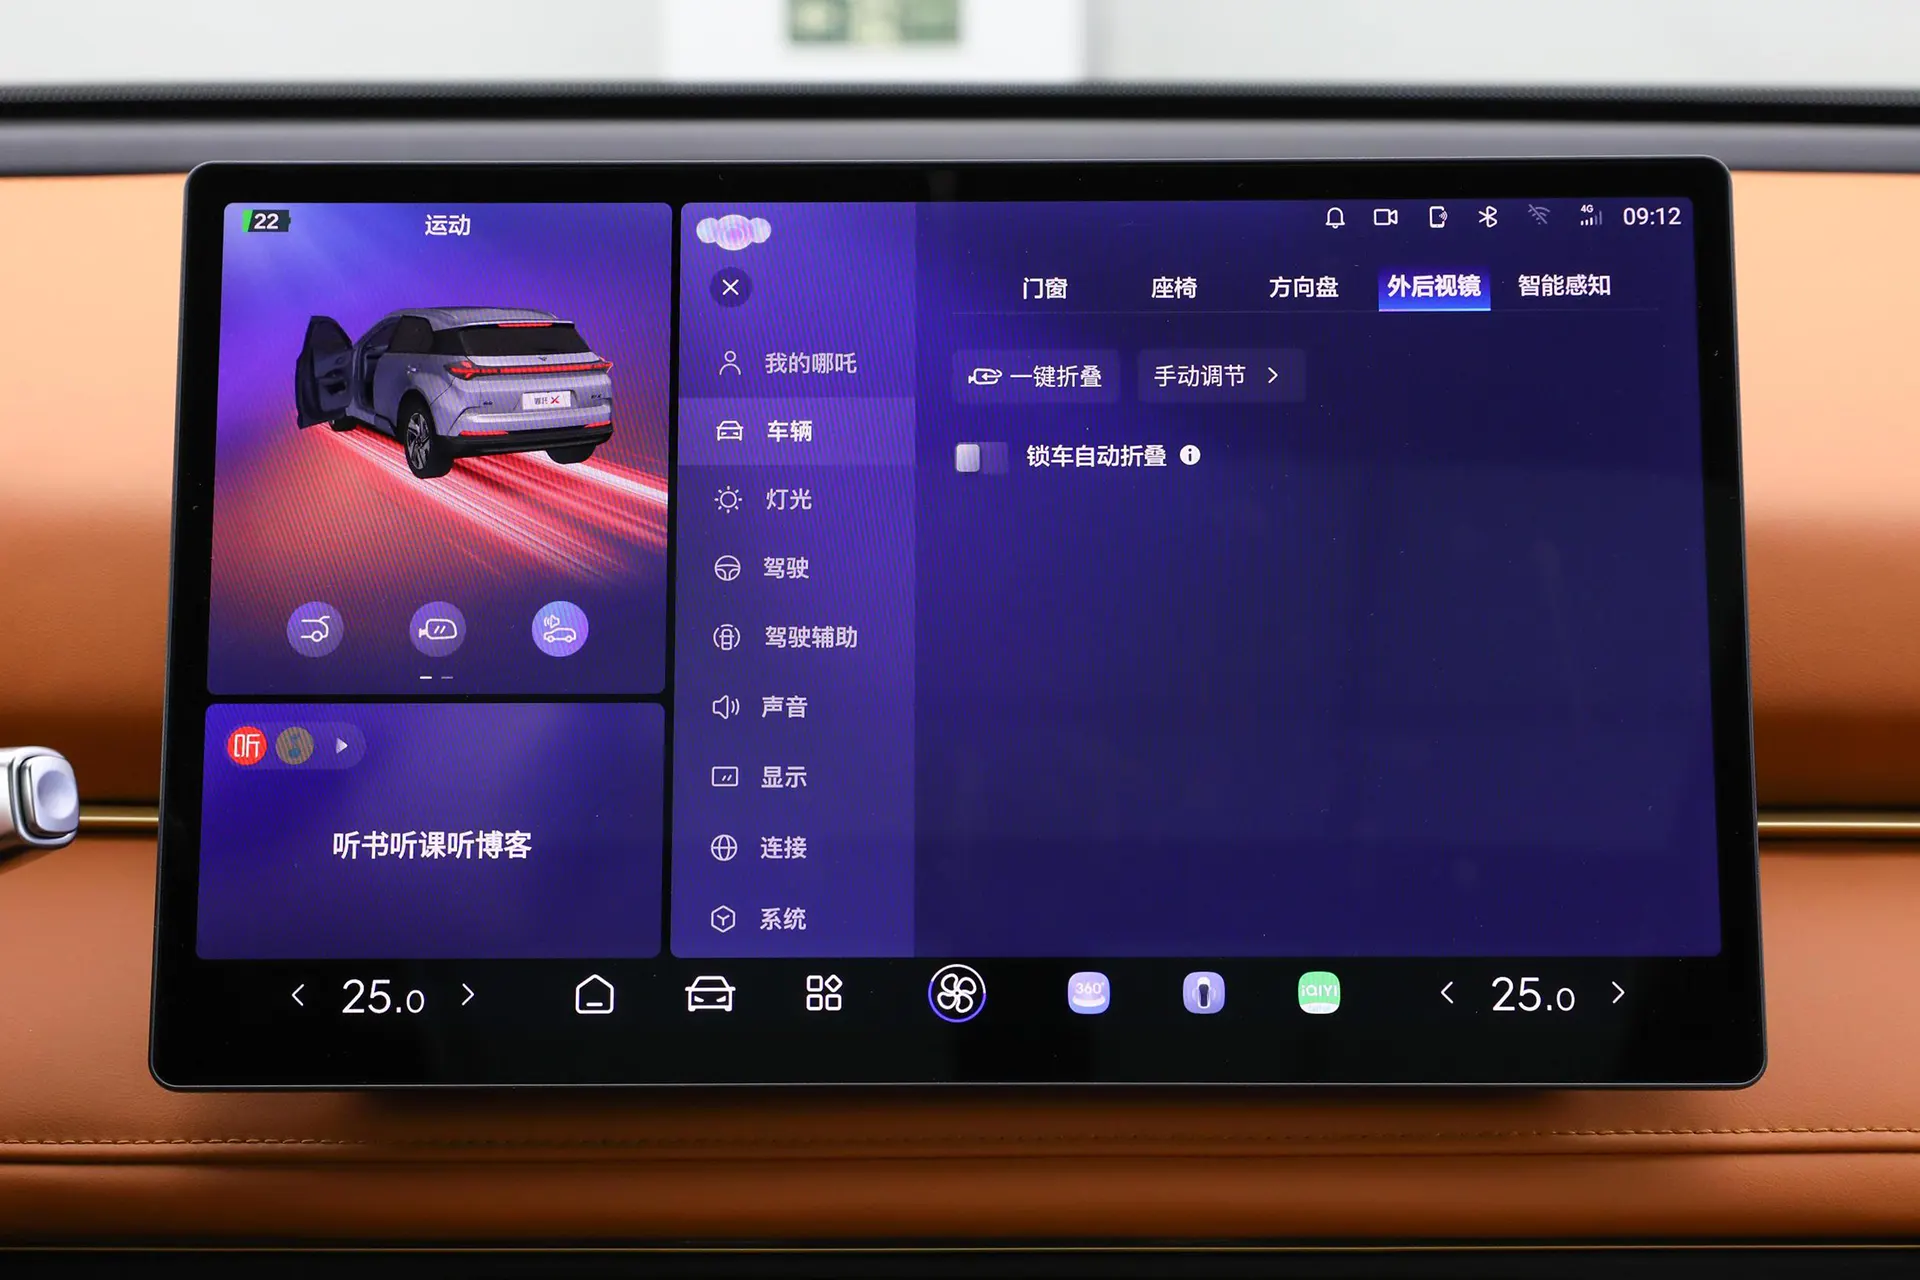 22
运动
听
听书听课听博客
4G
09:12
我的哪吒
车辆
灯光
驾驶
驾驶辅助
声音
显示
连接
系统
门窗 座椅 方向盘 外后视镜 智能感知
一键折叠 手动调节
锁车自动折叠
25.0
360°
iQIYI
25.0